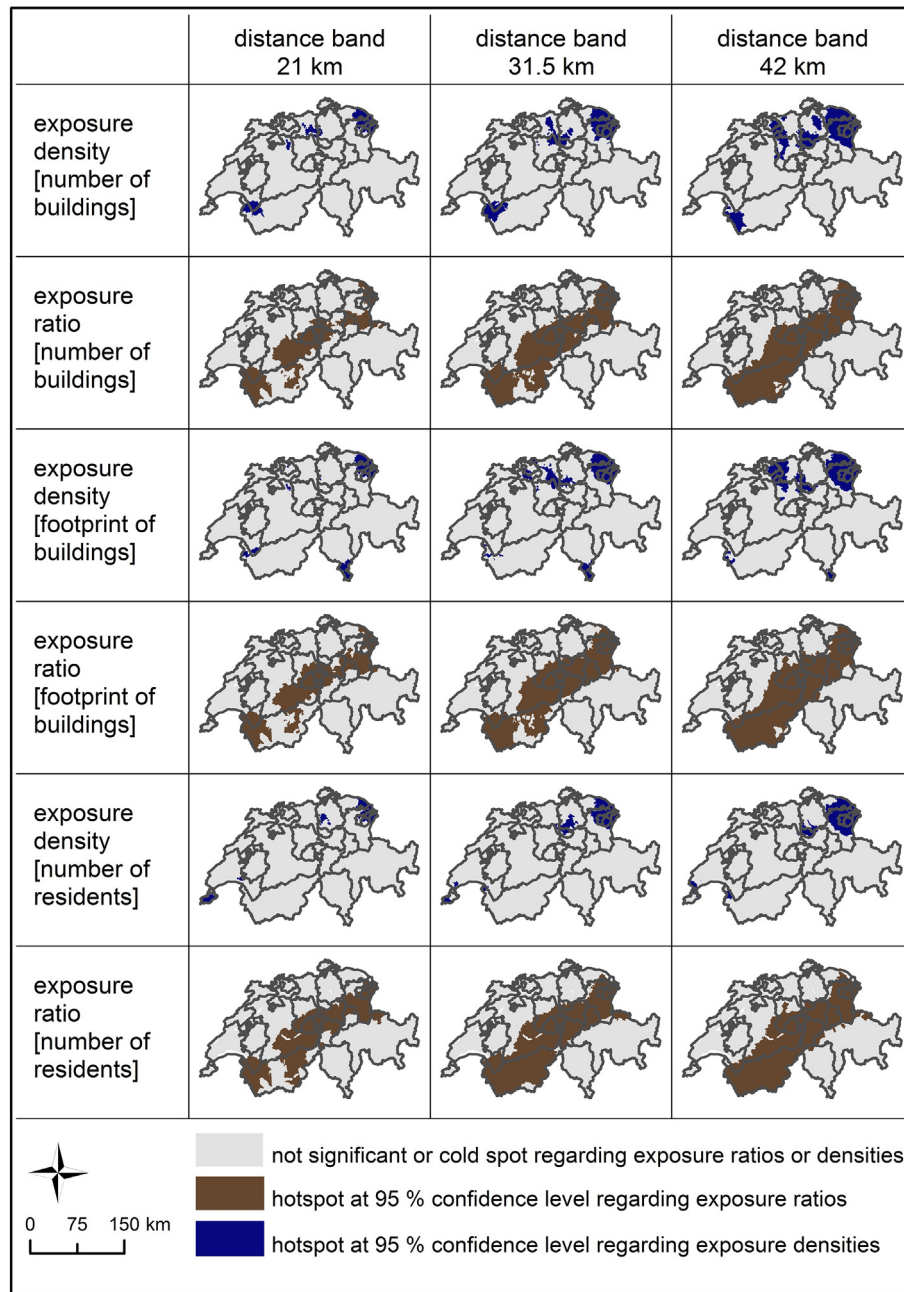 distance band
21 km
distance band
31.5 km
distance band
42 km
exposure
density
[number of
buildings]
exposure
ratio
[number of
buildings]
exposure
density
[footprint of
buildings]
exposure
ratio
[footprint of
buildings]
exposure
density
[number of
residents]
exposure
ratio
[number of
residents]
0 75 150 km
not significant or cold spot regarding exposure ratios or densities
hotspot at 95 % confidence level regarding exposure ratios
hotspot at 95 % confidence level regarding exposure densities